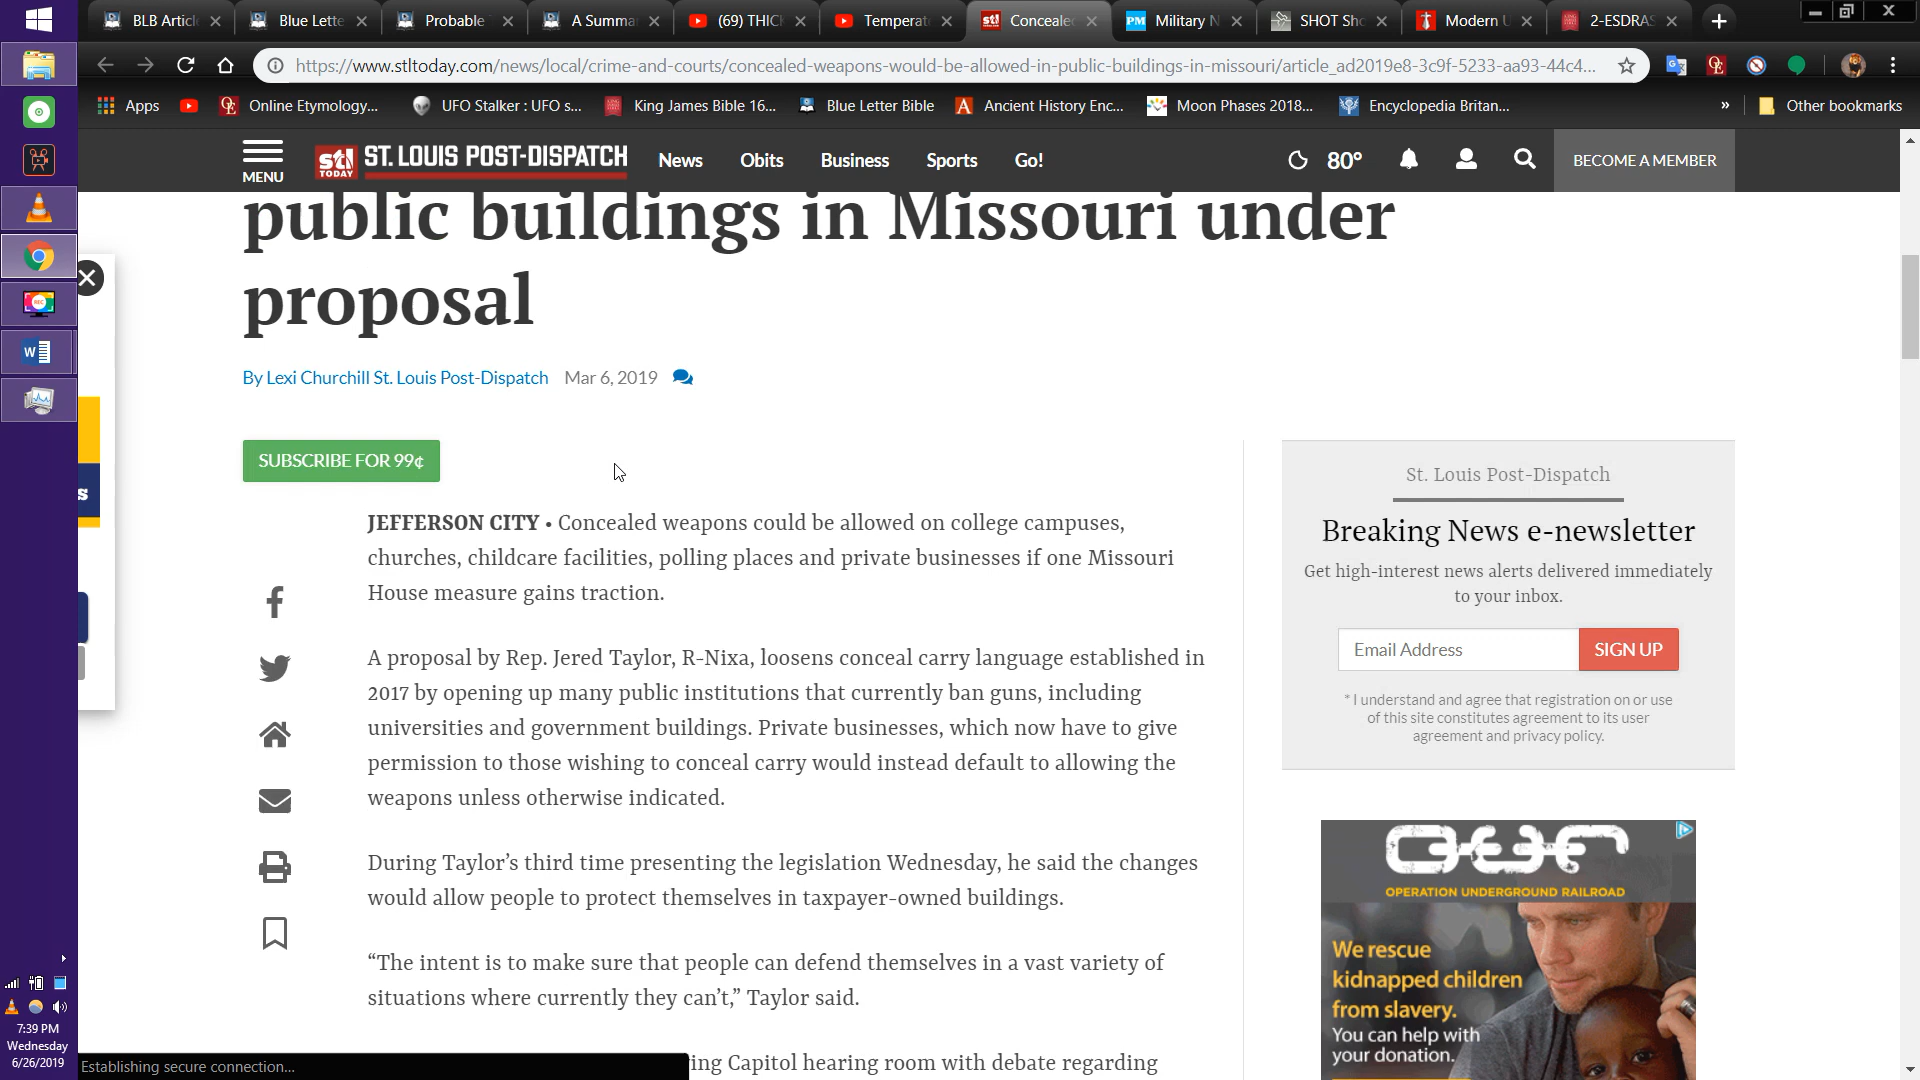 BLB Articl
Blue Lette
Probable
A Summa
(69) THIC
Temperat
Conceale
PM Military N
SHOT Sh
Modern U
2-ESDRAS
https://www.stltoday.com/news/local/crime-and-courts/concealed-weapons-would-be-allowed-in-public-buildings-in-missouri/article_ad2019e8-3c9f-5233-aa93-44c4...
Apps
Online Etymology...
UFO Stalker : UFO s...
King James Bible 16...
Blue Letter Bible
Ancient History Enc...
Moon Phases 2018...
Encyclopedia Britan...
»
Other bookmarks
MENU
stl TODAY
ST. LOUIS POST-DISPATCH
News
Obits
Business
Sports
Go!
80°
BECOME A MEMBER
public buildings in Missouri under
proposal
By Lexi Churchill St. Louis Post-Dispatch Mar 6, 2019
SUBSCRIBE FOR 99¢
JEFFERSON CITY • Concealed weapons could be allowed on college campuses,
churches, childcare facilities, polling places and private businesses if one Missouri
House measure gains traction.
A proposal by Rep. Jered Taylor, R-Nixa, loosens conceal carry language established in
2017 by opening up many public institutions that currently ban guns, including
universities and government buildings. Private businesses, which now have to give
permission to those wishing to conceal carry would instead default to allowing the
weapons unless otherwise indicated.
During Taylor’s third time presenting the legislation Wednesday, he said the changes
would allow people to protect themselves in taxpayer-owned buildings.
“The intent is to make sure that people can defend themselves in a vast variety of
situations where currently they can’t,” Taylor said.
ing Capitol hearing room with debate regarding
St. Louis Post-Dispatch
Breaking News e-newsletter
Get high-interest news alerts delivered immediately
to your inbox.
Email Address
SIGN UP
* I understand and agree that registration on or use
of this site constitutes agreement to its user
agreement and privacy policy.
OUR
OPERATION UNDERGROUND RAILROAD
We rescue
kidnapped children
from slavery.
You can help with
your donation.
7:39 PM
Wednesday
6/26/2019
Establishing secure connection...